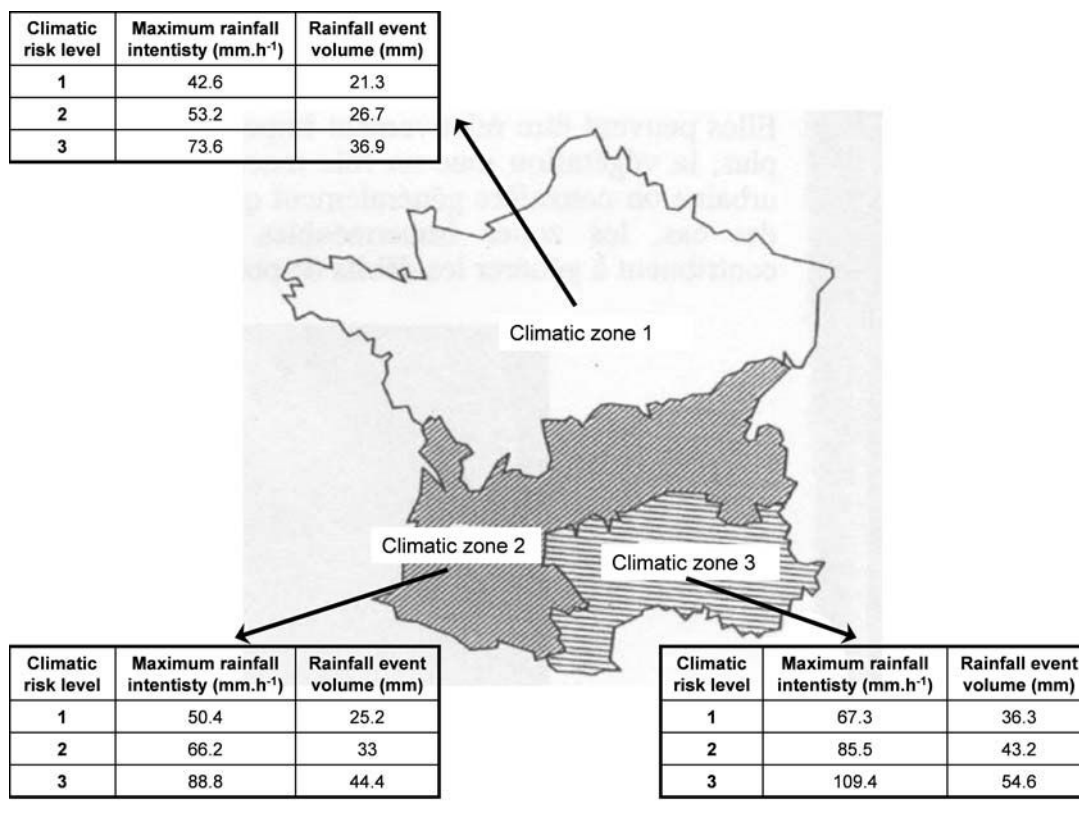 Climatic risk level Maximum rainfall intentisty (mm.h-1) Rainfall event volume (mm)
1 42.6 21.3
2 53.2 26.7
3 73.6 36.9
Climatic zone 1
Climatic zone 2
Climatic zone 3
Climatic risk level Maximum rainfall intentisty (mm.h-1) Rainfall event volume (mm)
1 50.4 25.2
2 66.2 33
3 88.8 44.4
Climatic risk level Maximum rainfall intentisty (mm.h-1) Rainfall event volume (mm)
1 67.3 36.3
2 85.5 43.2
3 109.4 54.6